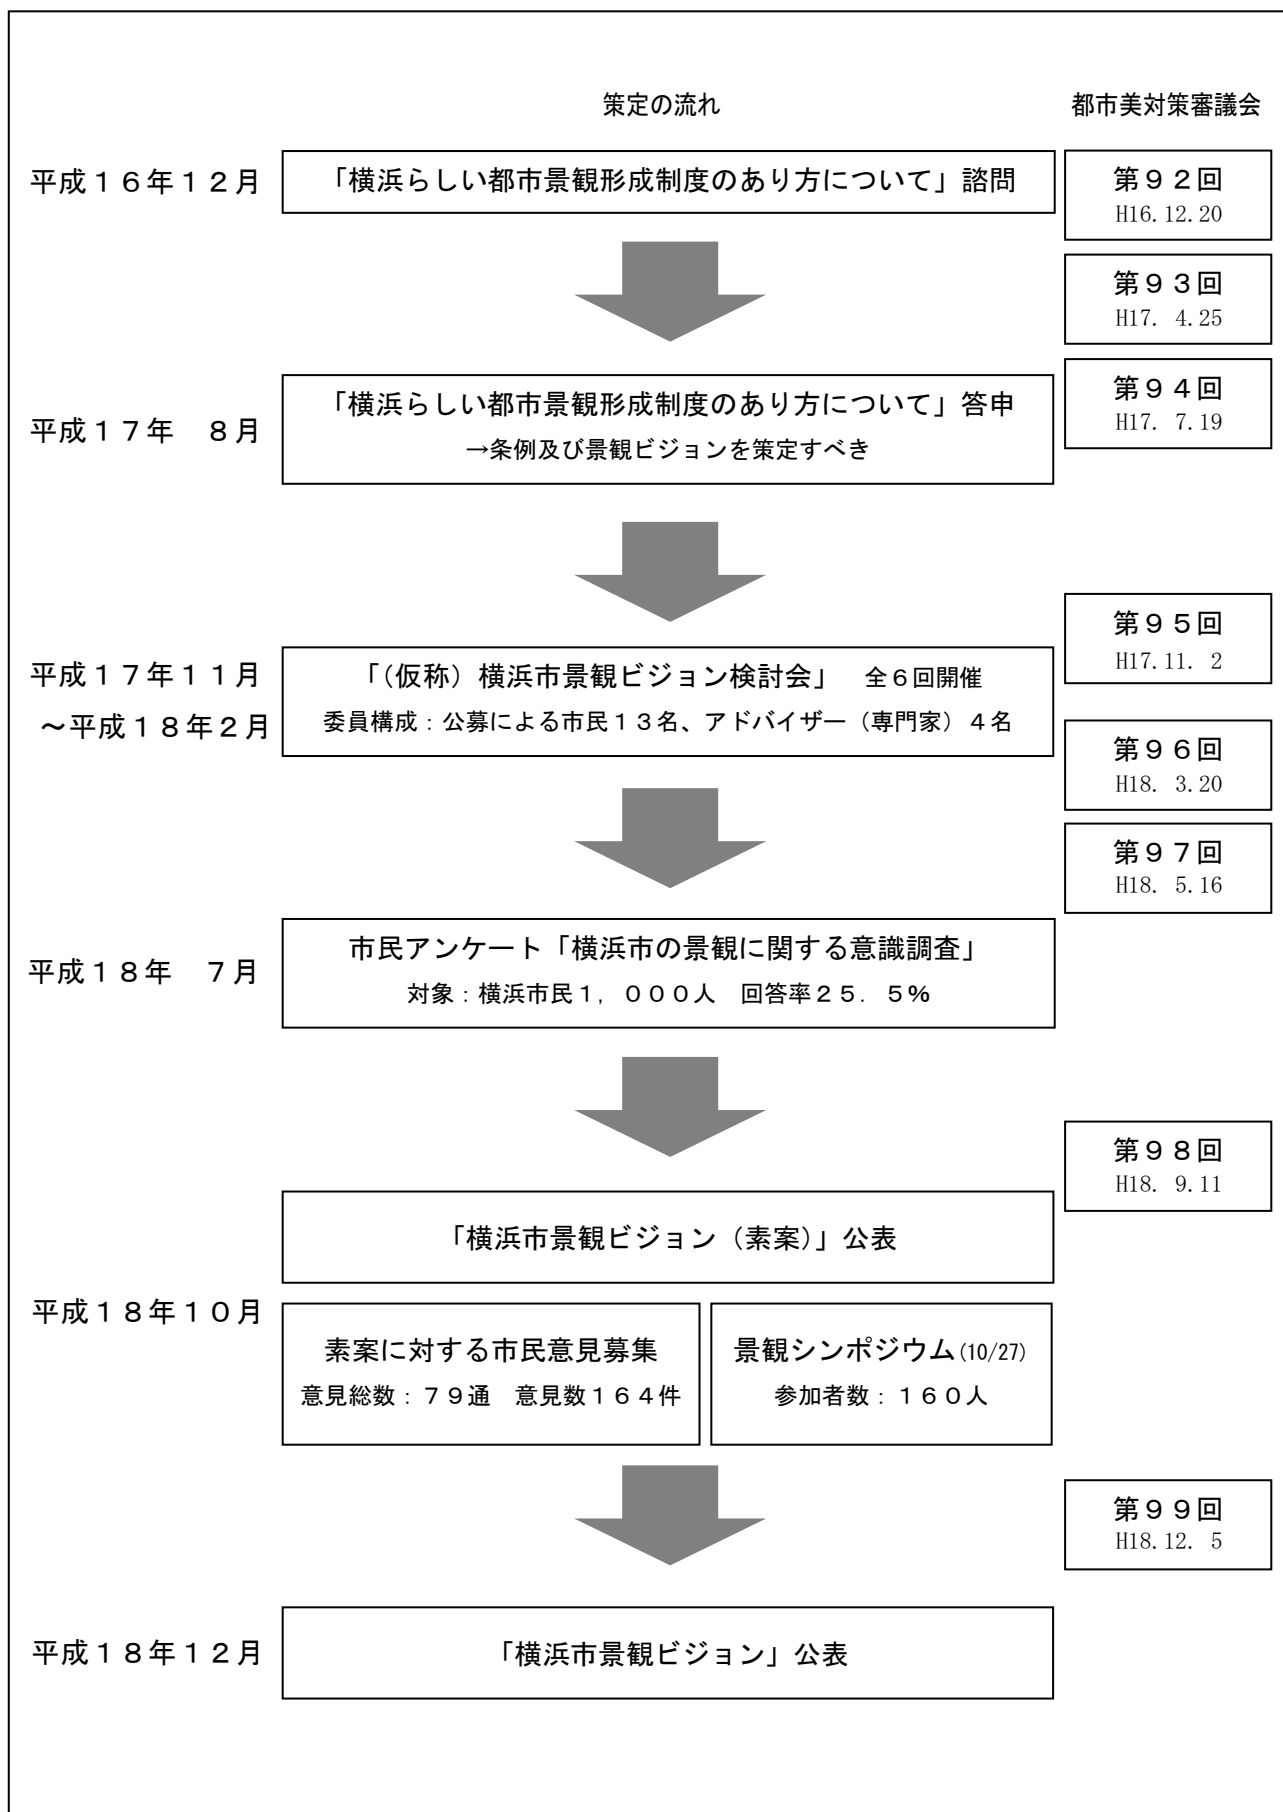 策定の流れ
都市美対策審議会
平成１６年１２月
「横浜らしい都市景観形成制度のあり方について」諮問
第９２回
H16.12.20
第９３回
H17. 4.25
平成１７年　８月
「横浜らしい都市景観形成制度のあり方について」答申
→条例及び景観ビジョンを策定すべき
第９４回
H17. 7.19
第９５回
H17.11. 2
平成１７年１１月
～平成１８年２月
「（仮称）横浜市景観ビジョン検討会」　全６回開催
委員構成：公募による市民１３名、アドバイザー（専門家）４名
第９６回
H18. 3.20
第９７回
H18. 5.16
平成１８年　７月
市民アンケート「横浜市の景観に関する意識調査」
対象：横浜市民１，０００人　回答率２５．５％
第９８回
H18. 9.11
「横浜市景観ビジョン（素案）」公表
平成１８年１０月
素案に対する市民意見募集
意見総数：７９通　意見数１６４件
景観シンポジウム(10/27)
参加者数：１６０人
第９９回
H18.12. 5
平成１８年１２月
「横浜市景観ビジョン」公表